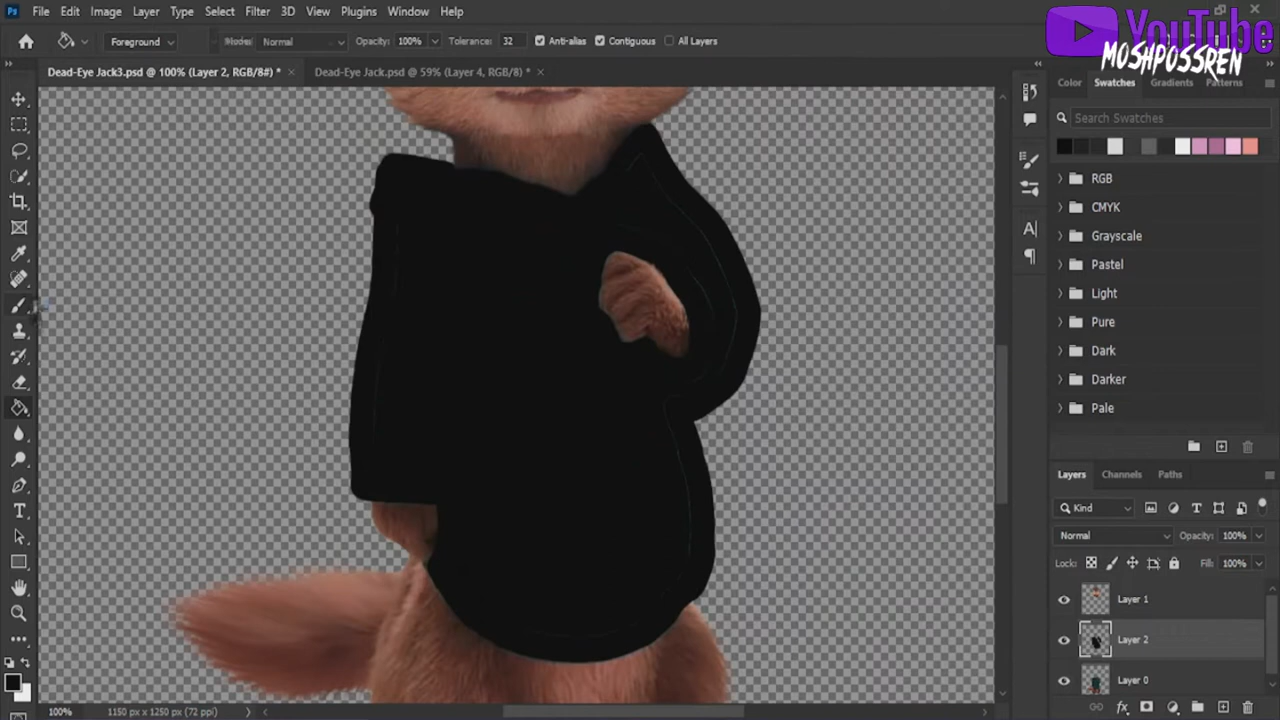 Ps File Edit Image Layer Type Select Filter 3D View Plugins Window Help
YouTube
MOSHPOSSREN
Foreground Mode: Normal Opacity: 100% Tolerance: 32 Anti-alias Contiguous All Layers
Dead-Eye Jack3.psd @ 100% (Layer 2, RGB/8#) * × Dead-Eye Jack.psd @ 59% (Layer 4, RGB/8) * ×
Color Swatches Gradients Patterns
Search Swatches
RGB
CMYK
Grayscale
Pastel
Light
Pure
Dark
Darker
Pale
Layers Channels Paths
Kind
Normal Opacity: 100%
Lock: Fill: 100%
Layer 1
Layer 2
Layer 0
100% 1150 px x 1250 px (72 ppi)